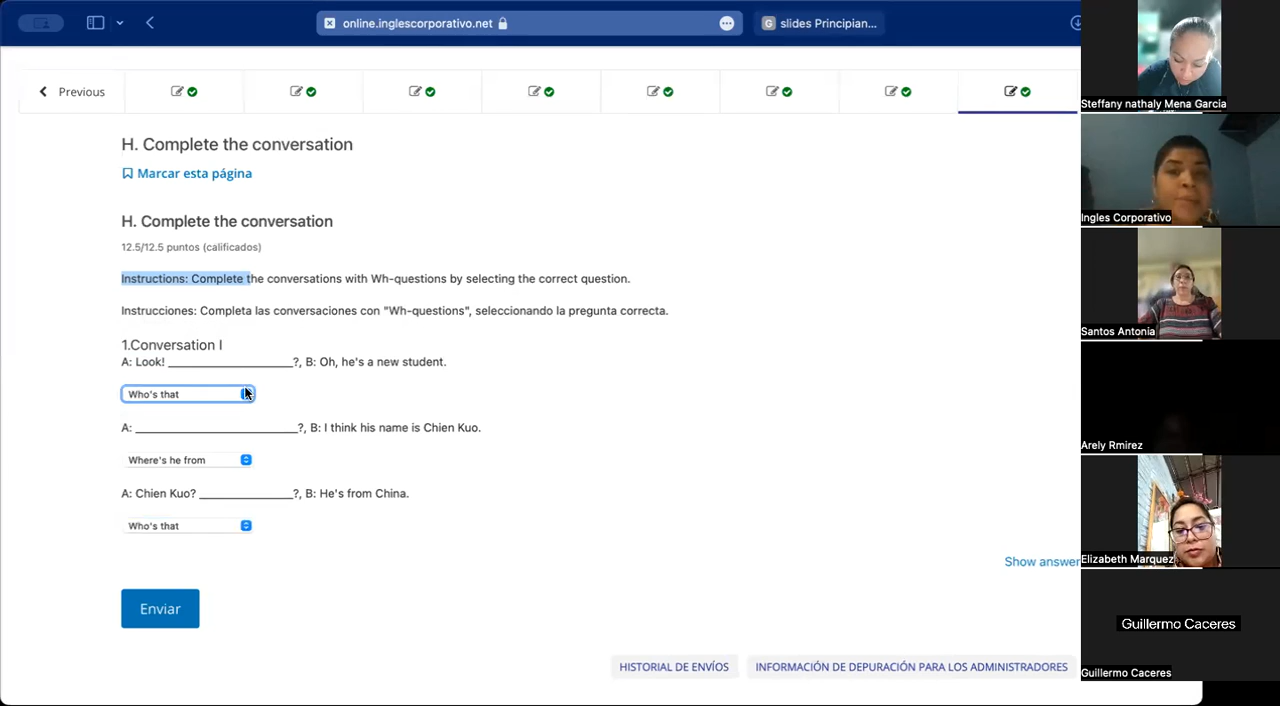 online.inglescorporativo.net
slides Principian...
Previous
H. Complete the conversation
Marcar esta página
H. Complete the conversation
12.5/12.5 puntos (calificados)
Instructions: Complete the conversations with Wh-questions by selecting the correct question.
Instrucciones: Completa las conversaciones con "Wh-questions", seleccionando la pregunta correcta.
1.Conversation I
A: Look! __________________?, B: Oh, he's a new student.
Who's that
A: _______________________?, B: I think his name is Chien Kuo.
Where's he from
A: Chien Kuo? _____________?, B: He's from China.
Who's that
Show answer
Enviar
HISTORIAL DE ENVÍOS
INFORMACIÓN DE DEPURACIÓN PARA LOS ADMINISTRADORES
Steffany nathaly Mena Garcia
Ingles Corporativo
Santos Antonia
Arely Rmirez
Elizabeth Marquez
Guillermo Caceres
Guillermo Caceres